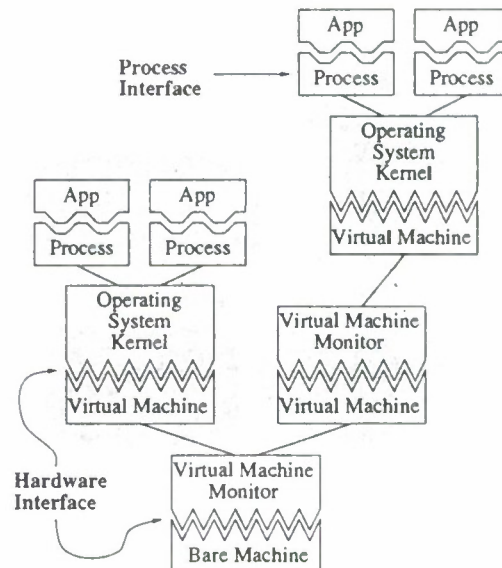 App
App
Process
Interface
Process
Process
Operating
System
Kernel
Virtual Machine
App
App
Process
Process
Operating
System
Kernel
Virtual Machine
Virtual Machine
Monitor
Virtual Machine
Hardware
Interface
Virtual Machine
Monitor
Bare Machine